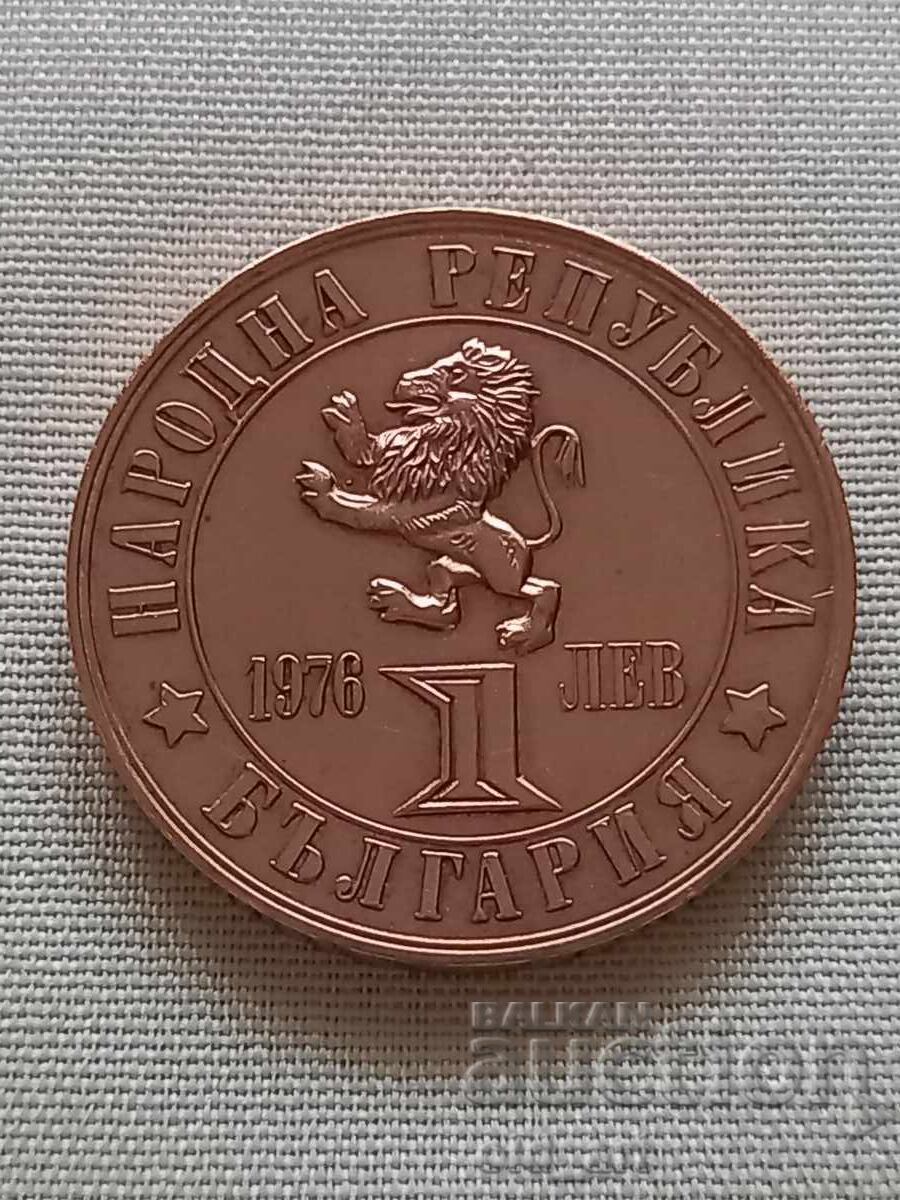 НАРОДНА РЕПУБЛИКА
1976 1 ЛЕВ
БЪЛГАРИЯ
BALKAN
auction